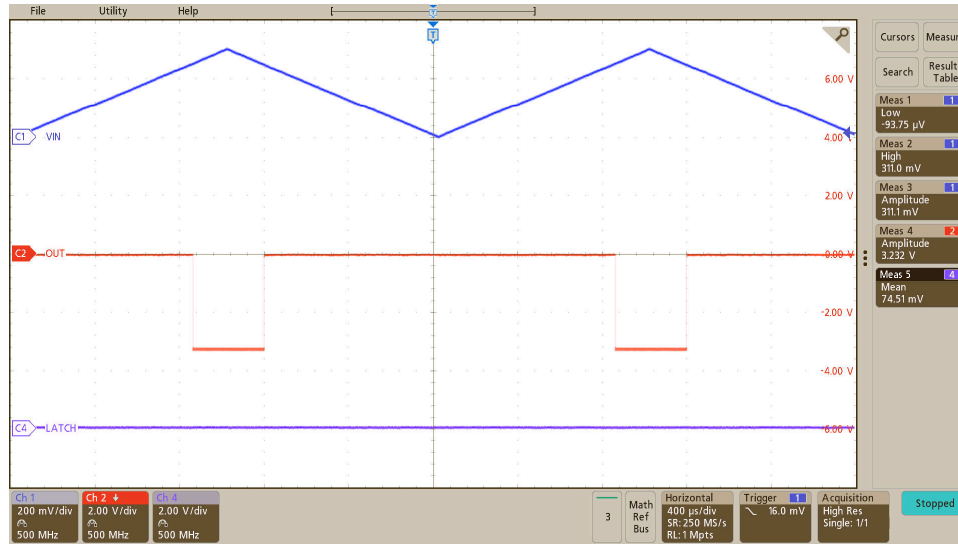 File Utility Help
T
T
Cursors Measur
Search Result
Table
6.00 V
C1 VIN
4.00 V
2.00 V
C2 OUT
0.00 V
-2.00 V
-4.00 V
C4 LATCH
-6.00 V
Meas 1 1
Low
-93.75 µV
Meas 2 1
High
311.0 mV
Meas 3 1
Amplitude
311.1 mV
Meas 4 2
Amplitude
3.232 V
Meas 5 4
Mean
74.51 mV
Ch 1
200 mV/div
500 MHz
Ch 2
2.00 V/div
500 MHz
Ch 4
2.00 V/div
500 MHz
3
Math
Ref
Bus
Horizontal
400 µs/div
SR: 250 MS/s
RL: 1 Mpts
Trigger 1
16.0 mV
Acquisition
High Res
Single: 1/1
Stopped